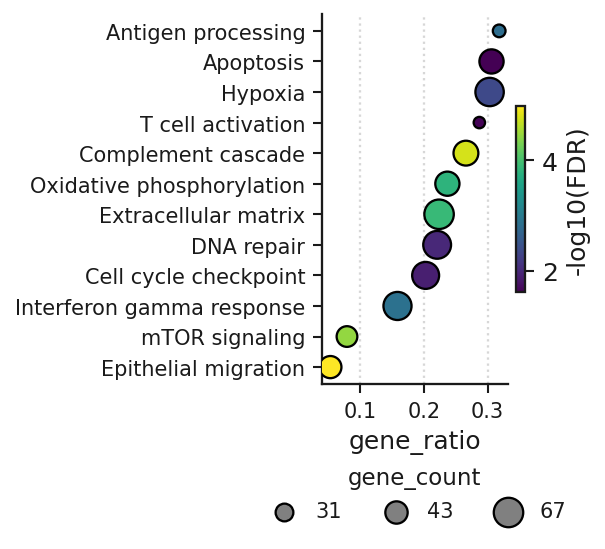 Antigen processing
Apoptosis
Hypoxia
T cell activation
Complement cascade
Oxidative phosphorylation
Extracellular matrix
DNA repair
Cell cycle checkpoint
Interferon gamma response
mTOR signaling
Epithelial migration
0.1 0.2 0.3
gene_ratio
4
2
-log10(FDR)
gene_count
31 43 67